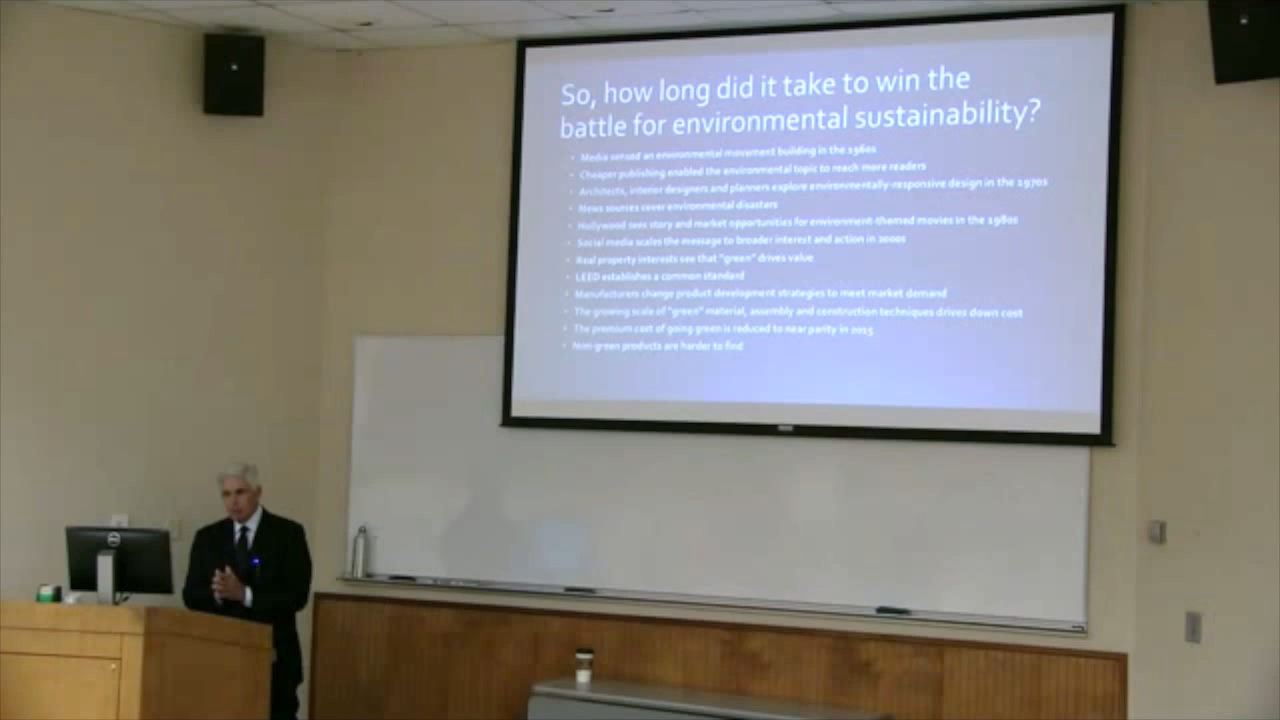 So, how long did it take to win the
battle for environmental sustainability?
• Media sensed an environmental movement building in the 1960s
• Cheaper publishing enabled the environmental topic to reach more readers
• Architects, interior designers and planners explore environmentally-responsive design in the 1970s
• News sources cover environmental disasters
• Hollywood sees story and market opportunities for environment-themed movies in the 1980s
• Social media scales the message to broader interest and action in 2000s
• Real property interests see that "green" drives value
• LEED establishes a common standard
• Manufacturers change product development strategies to meet market demand
• The growing scale of "green" material, assembly and construction techniques drives down cost
• The premium cost of going green is reduced to near parity in 2015
• Non-green products are harder to find
DELL